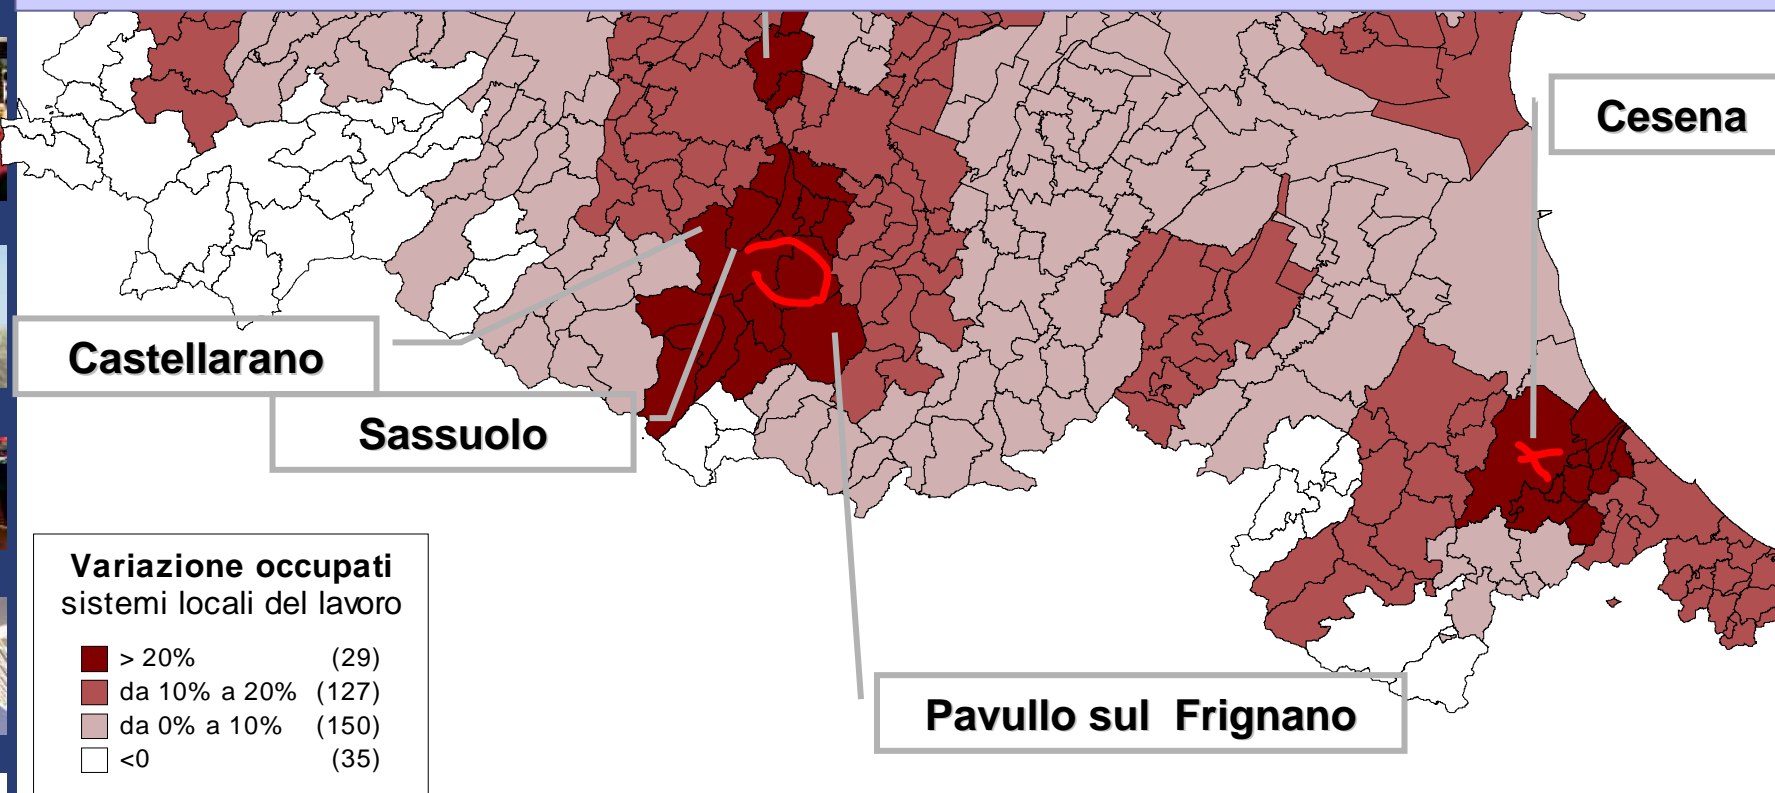 Cesena
Castellarano
Sassuolo
Pavullo sul Frignano
Variazione occupati
sistemi locali del lavoro
> 20% (29)
da 10% a 20% (127)
da 0% a 10% (150)
<0 (35)